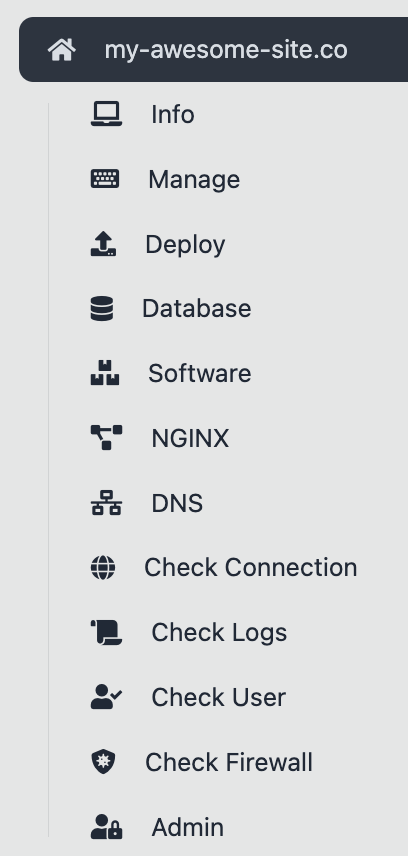 my-awesome-site.co
Info
Manage
Deploy
Database
Software
NGINX
DNS
Check Connection
Check Logs
Check User
Check Firewall
Admin